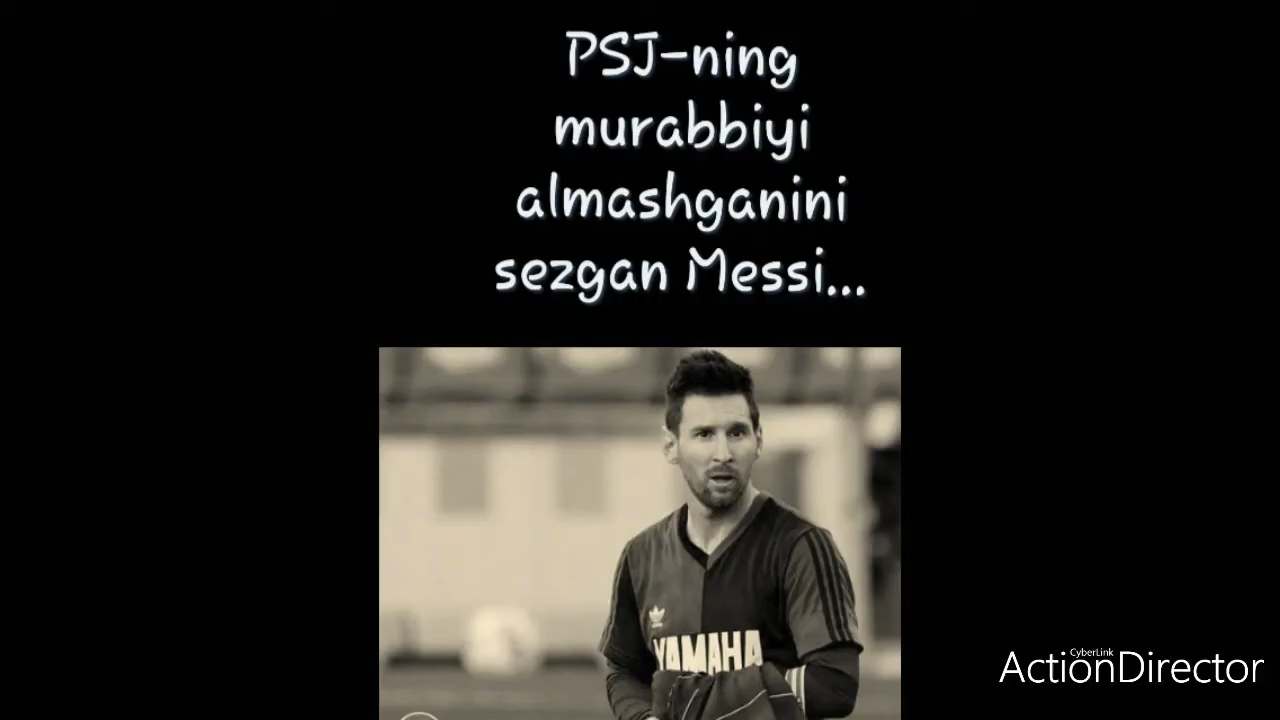 PSJ-ning
murabbiyi
almashganini
sezgan Messi...
YAMAHA
CyberLink
ActionDirector